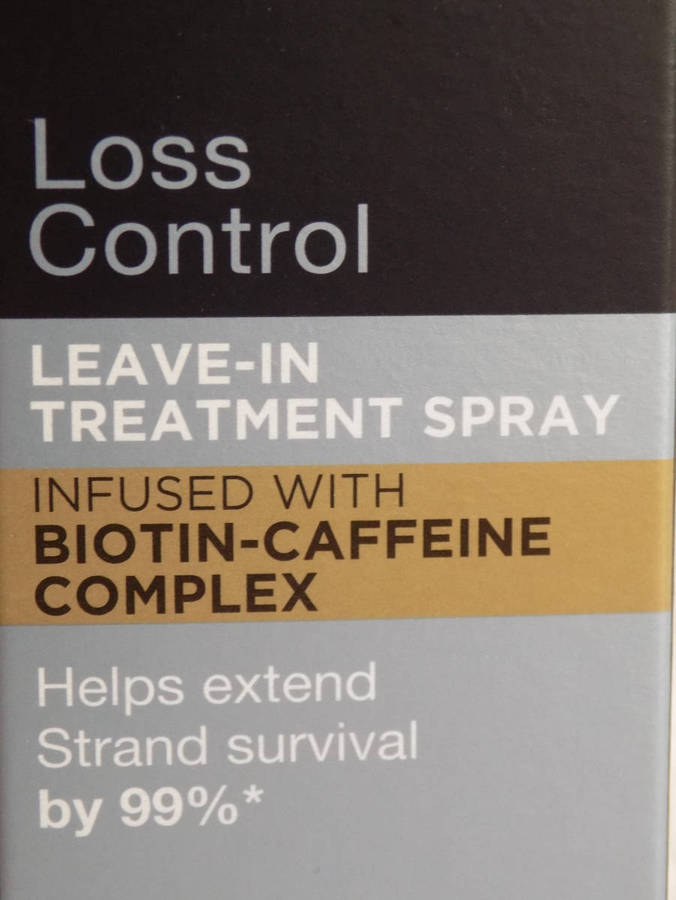 Loss
Control
LEAVE-IN
TREATMENT SPRAY
INFUSED WITH
BIOTIN-CAFFEINE
COMPLEX
Helps extend
Strand survival
by 99%*